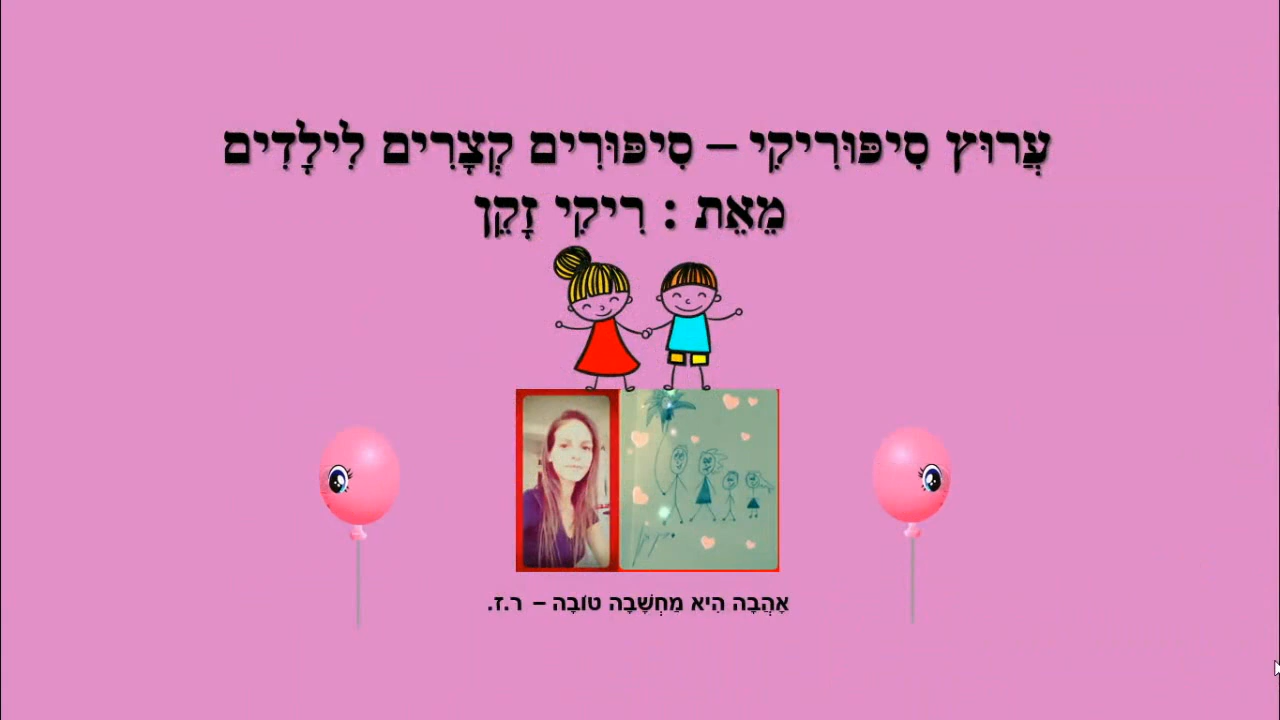 עֲרוּץ סִיפּוּרִיקִי – סִיפּוּרִים קְצָרִים לִילָדִים
מֵאֵת : רִיקִי זָקֵן
אָהֲבָה הִיא מַחְשָׁבָה טוֹבָה – ר.ז.